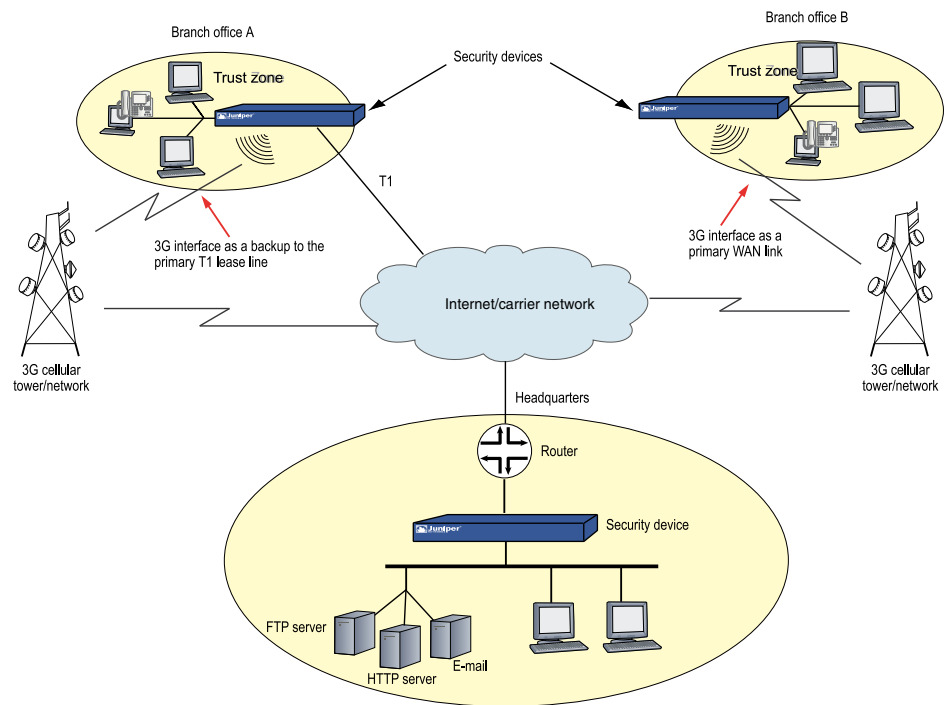 Branch office A
Branch office B
Security devices
Trust zone
Trust zone
Juniper
Juniper
T1
3G interface as a backup to the
primary T1 lease line
3G interface as a
primary WAN link
Internet/carrier network
3G cellular
tower/network
3G cellular
tower/network
Headquarters
Router
Juniper
Security device
FTP server
HTTP server
E-mail